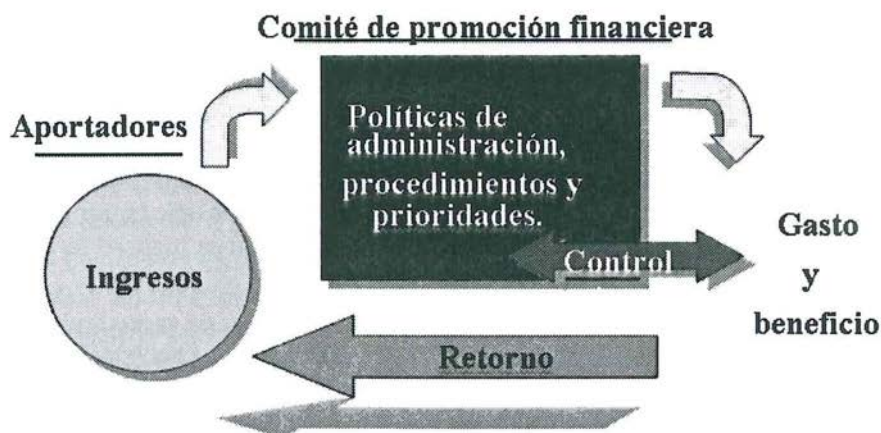 Comité de promoción financiera
Aportadores
Políticas de
administración,
procedimientos y
prioridades.
Ingresos
Control
Gasto
y
beneficio
Retorno